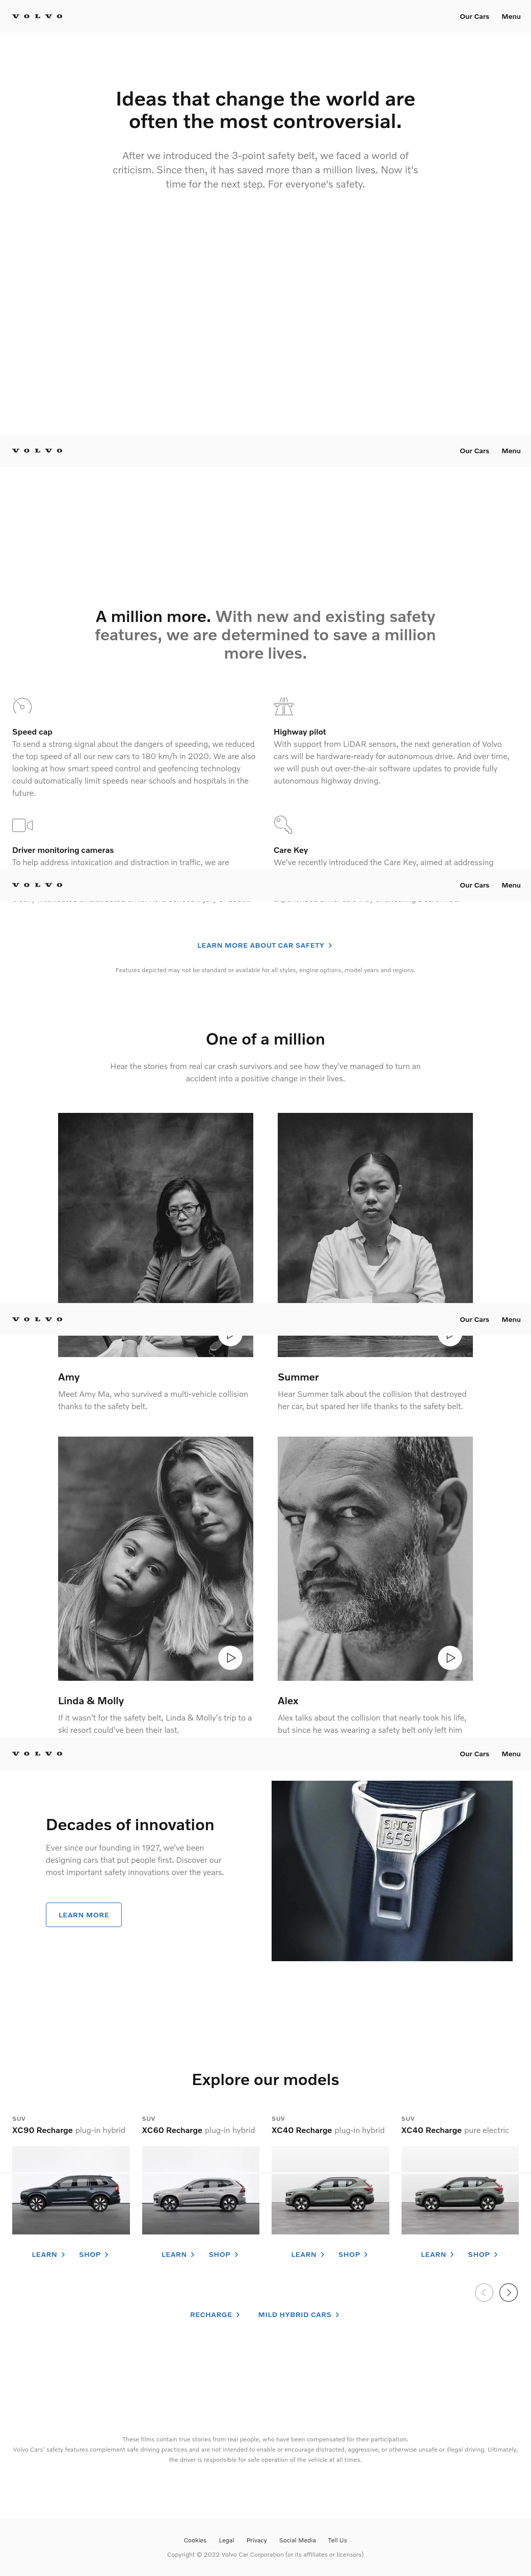 VOLVO
Our Cars
Menu
Ideas that change the world are
often the most controversial.
After we introduced the 3-point safety belt, we faced a world of
criticism. Since then, it has saved more than a million lives. Now it's
time for the next step. For everyone's safety.
VOLVO
Our Cars
Menu
A million more. With new and existing safety
features, we are determined to save a million
more lives.
Speed cap
To send a strong signal about the dangers of speeding, we reduced
the top speed of all our new cars to 180 km/h in 2020. We are also
looking at how smart speed control and geofencing technology
could automatically limit speeds near schools and hospitals in the
future.
Highway pilot
With support from LiDAR sensors, the next generation of Volvo
cars will be hardware-ready for autonomous drive. And over time,
we will push out over-the-air software updates to provide fully
autonomous highway driving.
Driver monitoring cameras
To help address intoxication and distraction in traffic, we are
Care Key
We've recently introduced the Care Key, aimed at addressing
VOLVO
Our Cars
Menu
LEARN MORE ABOUT CAR SAFETY
Features depicted may not be standard or available for all styles, engine options, model years and regions.
One of a million
Hear the stories from real car crash survivors and see how they've managed to turn an
accident into a positive change in their lives.
VOLVO
Our Cars
Menu
Amy
Meet Amy Ma, who survived a multi-vehicle collision
thanks to the safety belt.
Summer
Hear Summer talk about the collision that destroyed
her car, but spared her life thanks to the safety belt.
Linda & Molly
If it wasn't for the safety belt, Linda & Molly's trip to a
ski resort could've been their last.
Alex
Alex talks about the collision that nearly took his life,
but since he was wearing a safety belt only left him
VOLVO
Our Cars
Menu
Decades of innovation
Ever since our founding in 1927, we've been
designing cars that put people first. Discover our
most important safety innovations over the years.
LEARN MORE
SINCE
1959
Explore our models
SUV
XC90 Recharge plug-in hybrid
LEARN
SHOP
SUV
XC60 Recharge plug-in hybrid
LEARN
SHOP
SUV
XC40 Recharge plug-in hybrid
LEARN
SHOP
SUV
XC40 Recharge pure electric
LEARN
SHOP
RECHARGE
MILD HYBRID CARS
These films contain true stories from real people, who have been compensated for their participation.
Volvo Cars' safety features complement safe driving practices and are not intended to enable or encourage distracted, aggressive, or otherwise unsafe or illegal driving. Ultimately,
the driver is responsible for safe operation of the vehicle at all times.
Cookies
Legal
Privacy
Social Media
Tell Us
Copyright © 2022 Volvo Car Corporation (or its affiliates or licensors)